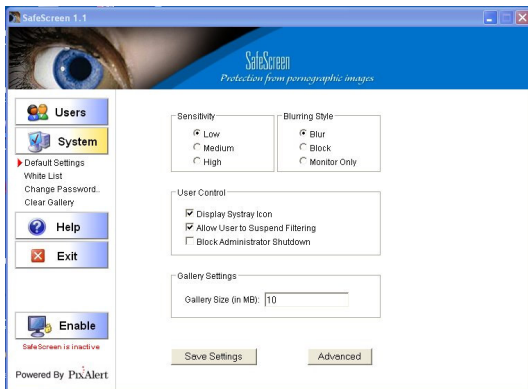 SafeScreen 1.1
SafeScreen
Protection from pornographic images
Users
System
Default Settings
White List
Change Password..
Clear Gallery
Help
Exit
Enable
SafeScreen is inactive
Powered By PixAlert
Sensitivity
Low
Medium
High
Blurring Style
Blur
Block
Monitor Only
User Control
Display Systray Icon
Allow User to Suspend Filtering
Block Administrator Shutdown
Gallery Settings
Gallery Size (in MB): 10
Save Settings
Advanced